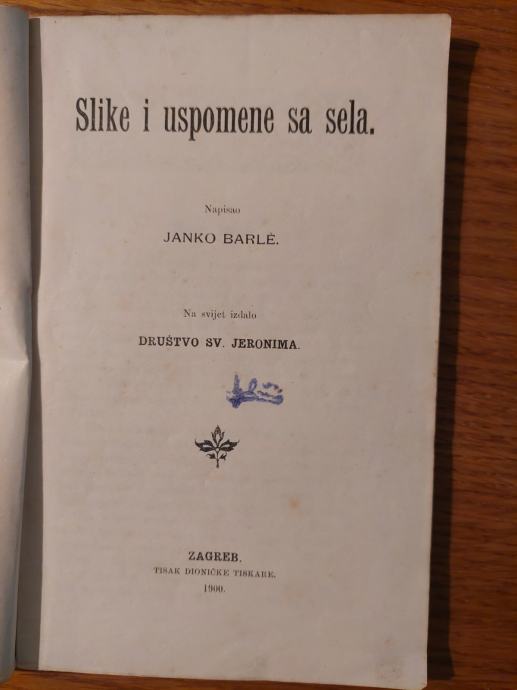 Slike i uspomene sa sela.
Napisao
JANKO BARLÈ.
Na svijet izdalo
DRUŠTVO SV. JERONIMA.
ZAGREB.
TISAK DIONIČKE TISKARE.
1900.